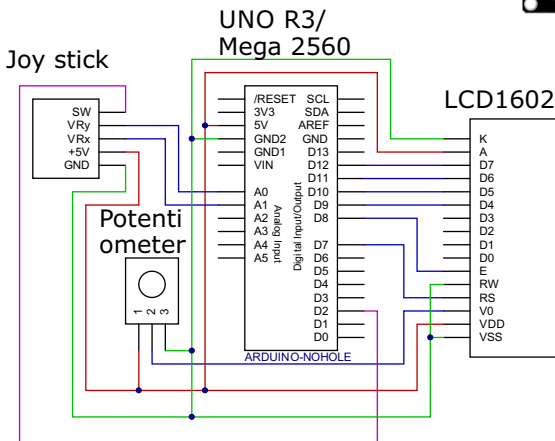 UNO R3/
Mega 2560
Joy stick
LCD1602
SW
VRy
VRx
+5V
GND
/RESET
3V3
5V
GND2
GND1
VIN
A0
A1
A2
A3
A4
A5
Analog Input
Digital Input/Output
SCL
SDA
AREF
GND
D13
D12
D11
D10
D9
D8
D7
D6
D5
D4
D3
D2
D1
D0
ARDUINO-NOHOLE
K
A
D7
D6
D5
D4
D3
D2
D1
D0
E
RW
RS
V0
VDD
VSS
Potenti
ometer
1 2 3